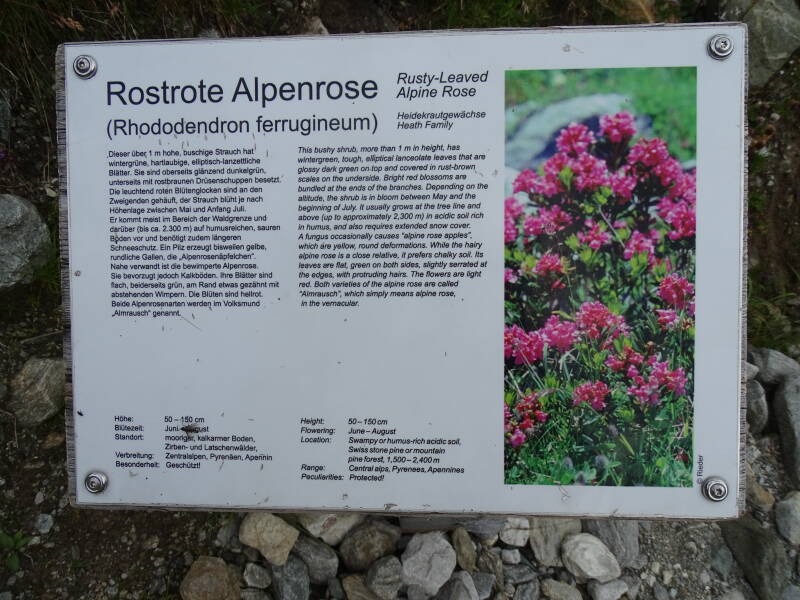 Rostrote Alpenrose
(Rhododendron ferrugineum)
Rusty-Leaved
Alpine Rose
Heidekrautgewächse
Heath Family
Dieser über 1 m hohe, buschige Strauch hat
wintergrüne, hartlaubige, elliptisch-lanzettliche
Blätter. Sie sind oberseits glänzend dunkelgrün,
unterseits mit rostbraunen Drüsenschuppen besetzt.
Die leuchtend roten Blütenglocken sind an den
Zweigenden gehäuft, der Strauch blüht je nach
Höhenlage zwischen Mai und Anfang Juli.
Er kommt meist im Bereich der Waldgrenze und
darüber (bis ca. 2.300 m) auf humusreichen, sauren
Böden vor und benötigt zudem längeren
Schneeschutz. Ein Pilz erzeugt bisweilen gelbe,
rundliche Gallen, die „Alpenrosenäpfelchen“.
Nahe verwandt ist die bewimperte Alpenrose.
Sie bevorzugt jedoch Kalkböden. Ihre Blätter sind
flach, beiderseits grün, am Rand etwas gezähnt mit
abstehenden Wimpern. Die Blüten sind hellrot.
Beide Alpenrosenarten werden im Volksmund
„Almrausch“ genannt.
This bushy shrub, more than 1 m in height, has
wintergreen, tough, elliptical lanceolate leaves that are
glossy dark green on top and covered in rust-brown
scales on the underside. Bright red blossoms are
bundled at the ends of the branches. Depending on the
altitude, the shrub is in bloom between May and the
beginning of July. It usually grows at the tree line and
above (up to approximately 2,300 m) in acidic soil rich
in humus, and also requires extended snow cover.
A fungus occasionally causes "alpine rose apples",
which are yellow, round deformations. While the hairy
alpine rose is a close relative, it prefers chalky soil. Its
leaves are flat, green on both sides, slightly serrated at
the edges, with protruding hairs. The flowers are light
red. Both varieties of the alpine rose are called
"Almrausch", which simply means alpine rose,
in the vernacular.
Höhe: 50 – 150 cm
Blütezeit: Juni – August
Standort: mooriger, kalkarmer Boden,
Zirben- und Latschenwälder,
Verbreitung: Zentralalpen, Pyrenäen, Apennin
Besonderheit: Geschützt!
Height: 50 – 150 cm
Flowering: June – August
Location: Swampy or humus-rich acidic soil,
Swiss stone pine or mountain
pine forest, 1,500 – 2,400 m
Range: Central alps, Pyrenees, Apennines
Peculiarities: Protected!
© Rieder